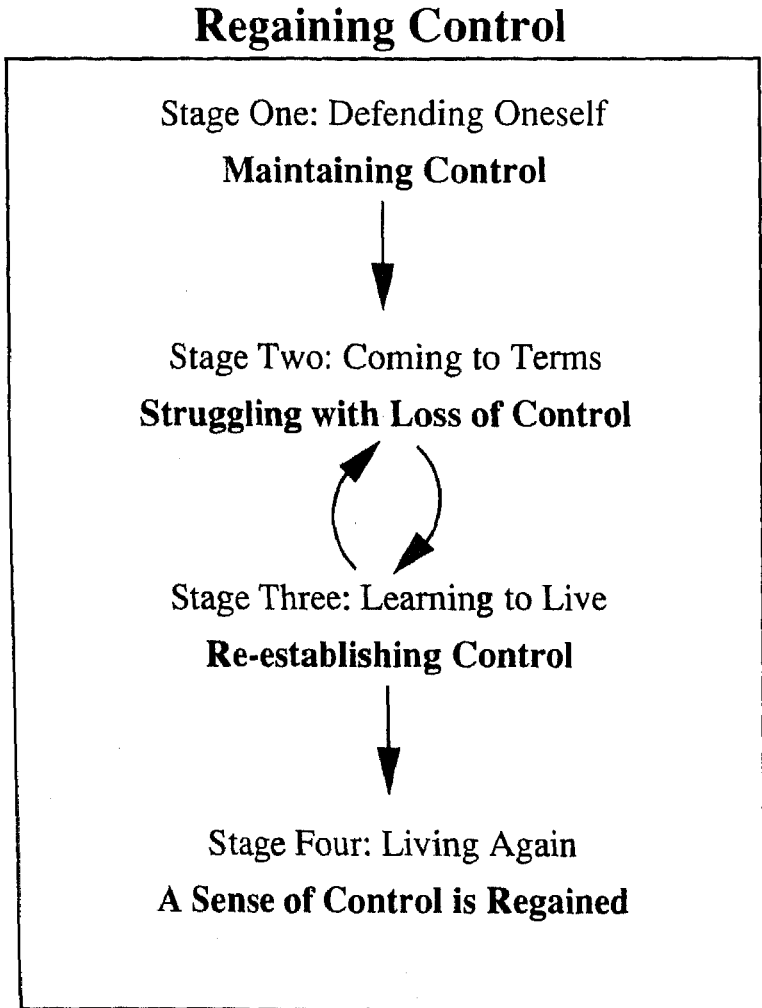 Regaining Control
Stage One: Defending Oneself
Maintaining Control
Stage Two: Coming to Terms
Struggling with Loss of Control
Stage Three: Learning to Live
Re-establishing Control
Stage Four: Living Again
A Sense of Control is Regained